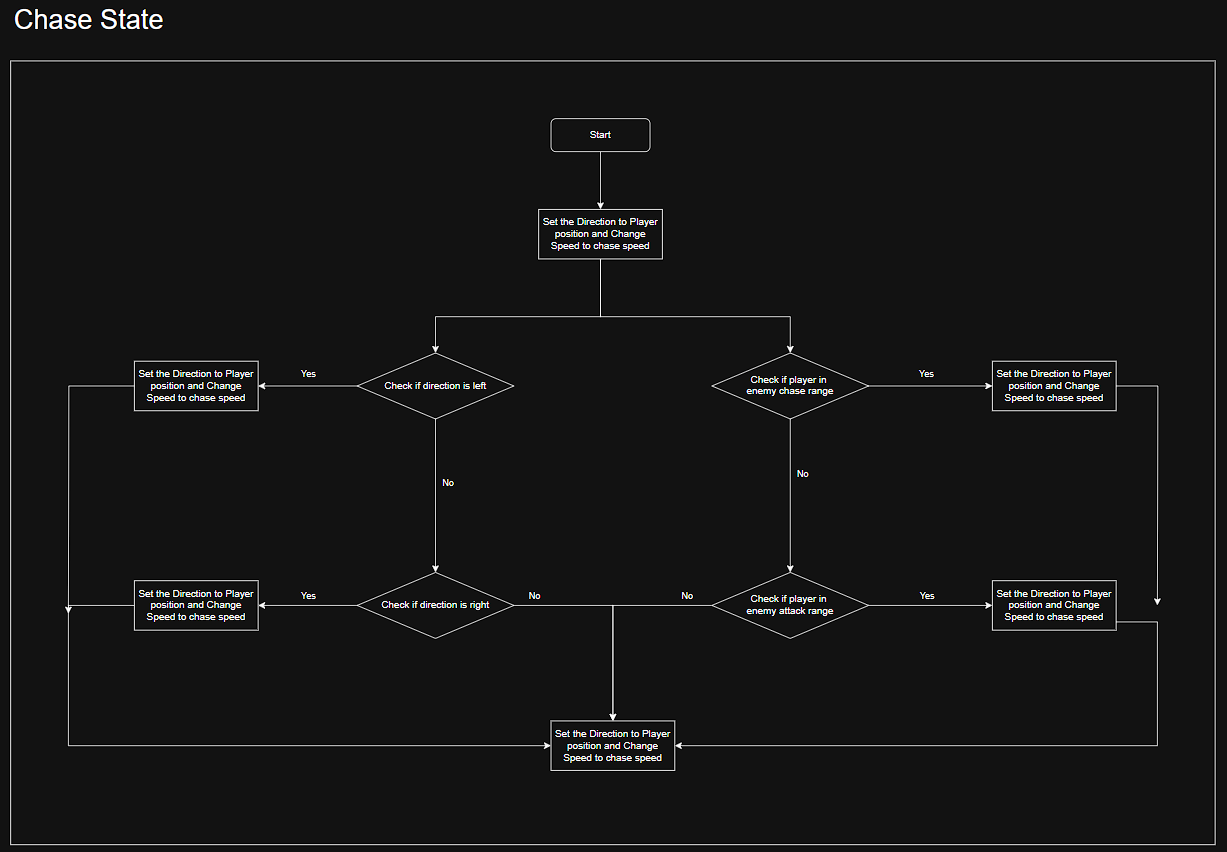 Chase State
Start
Set the Direction to Player
position and Change
Speed to chase speed
Set the Direction to Player
position and Change
Speed to chase speed
Yes
Check if direction is left
Check if player in
enemy chase range
Yes
Set the Direction to Player
position and Change
Speed to chase speed
No
No
Set the Direction to Player
position and Change
Speed to chase speed
Yes
Check if direction is right
No
No
Check if player in
enemy attack range
Yes
Set the Direction to Player
position and Change
Speed to chase speed
Set the Direction to Player
position and Change
Speed to chase speed